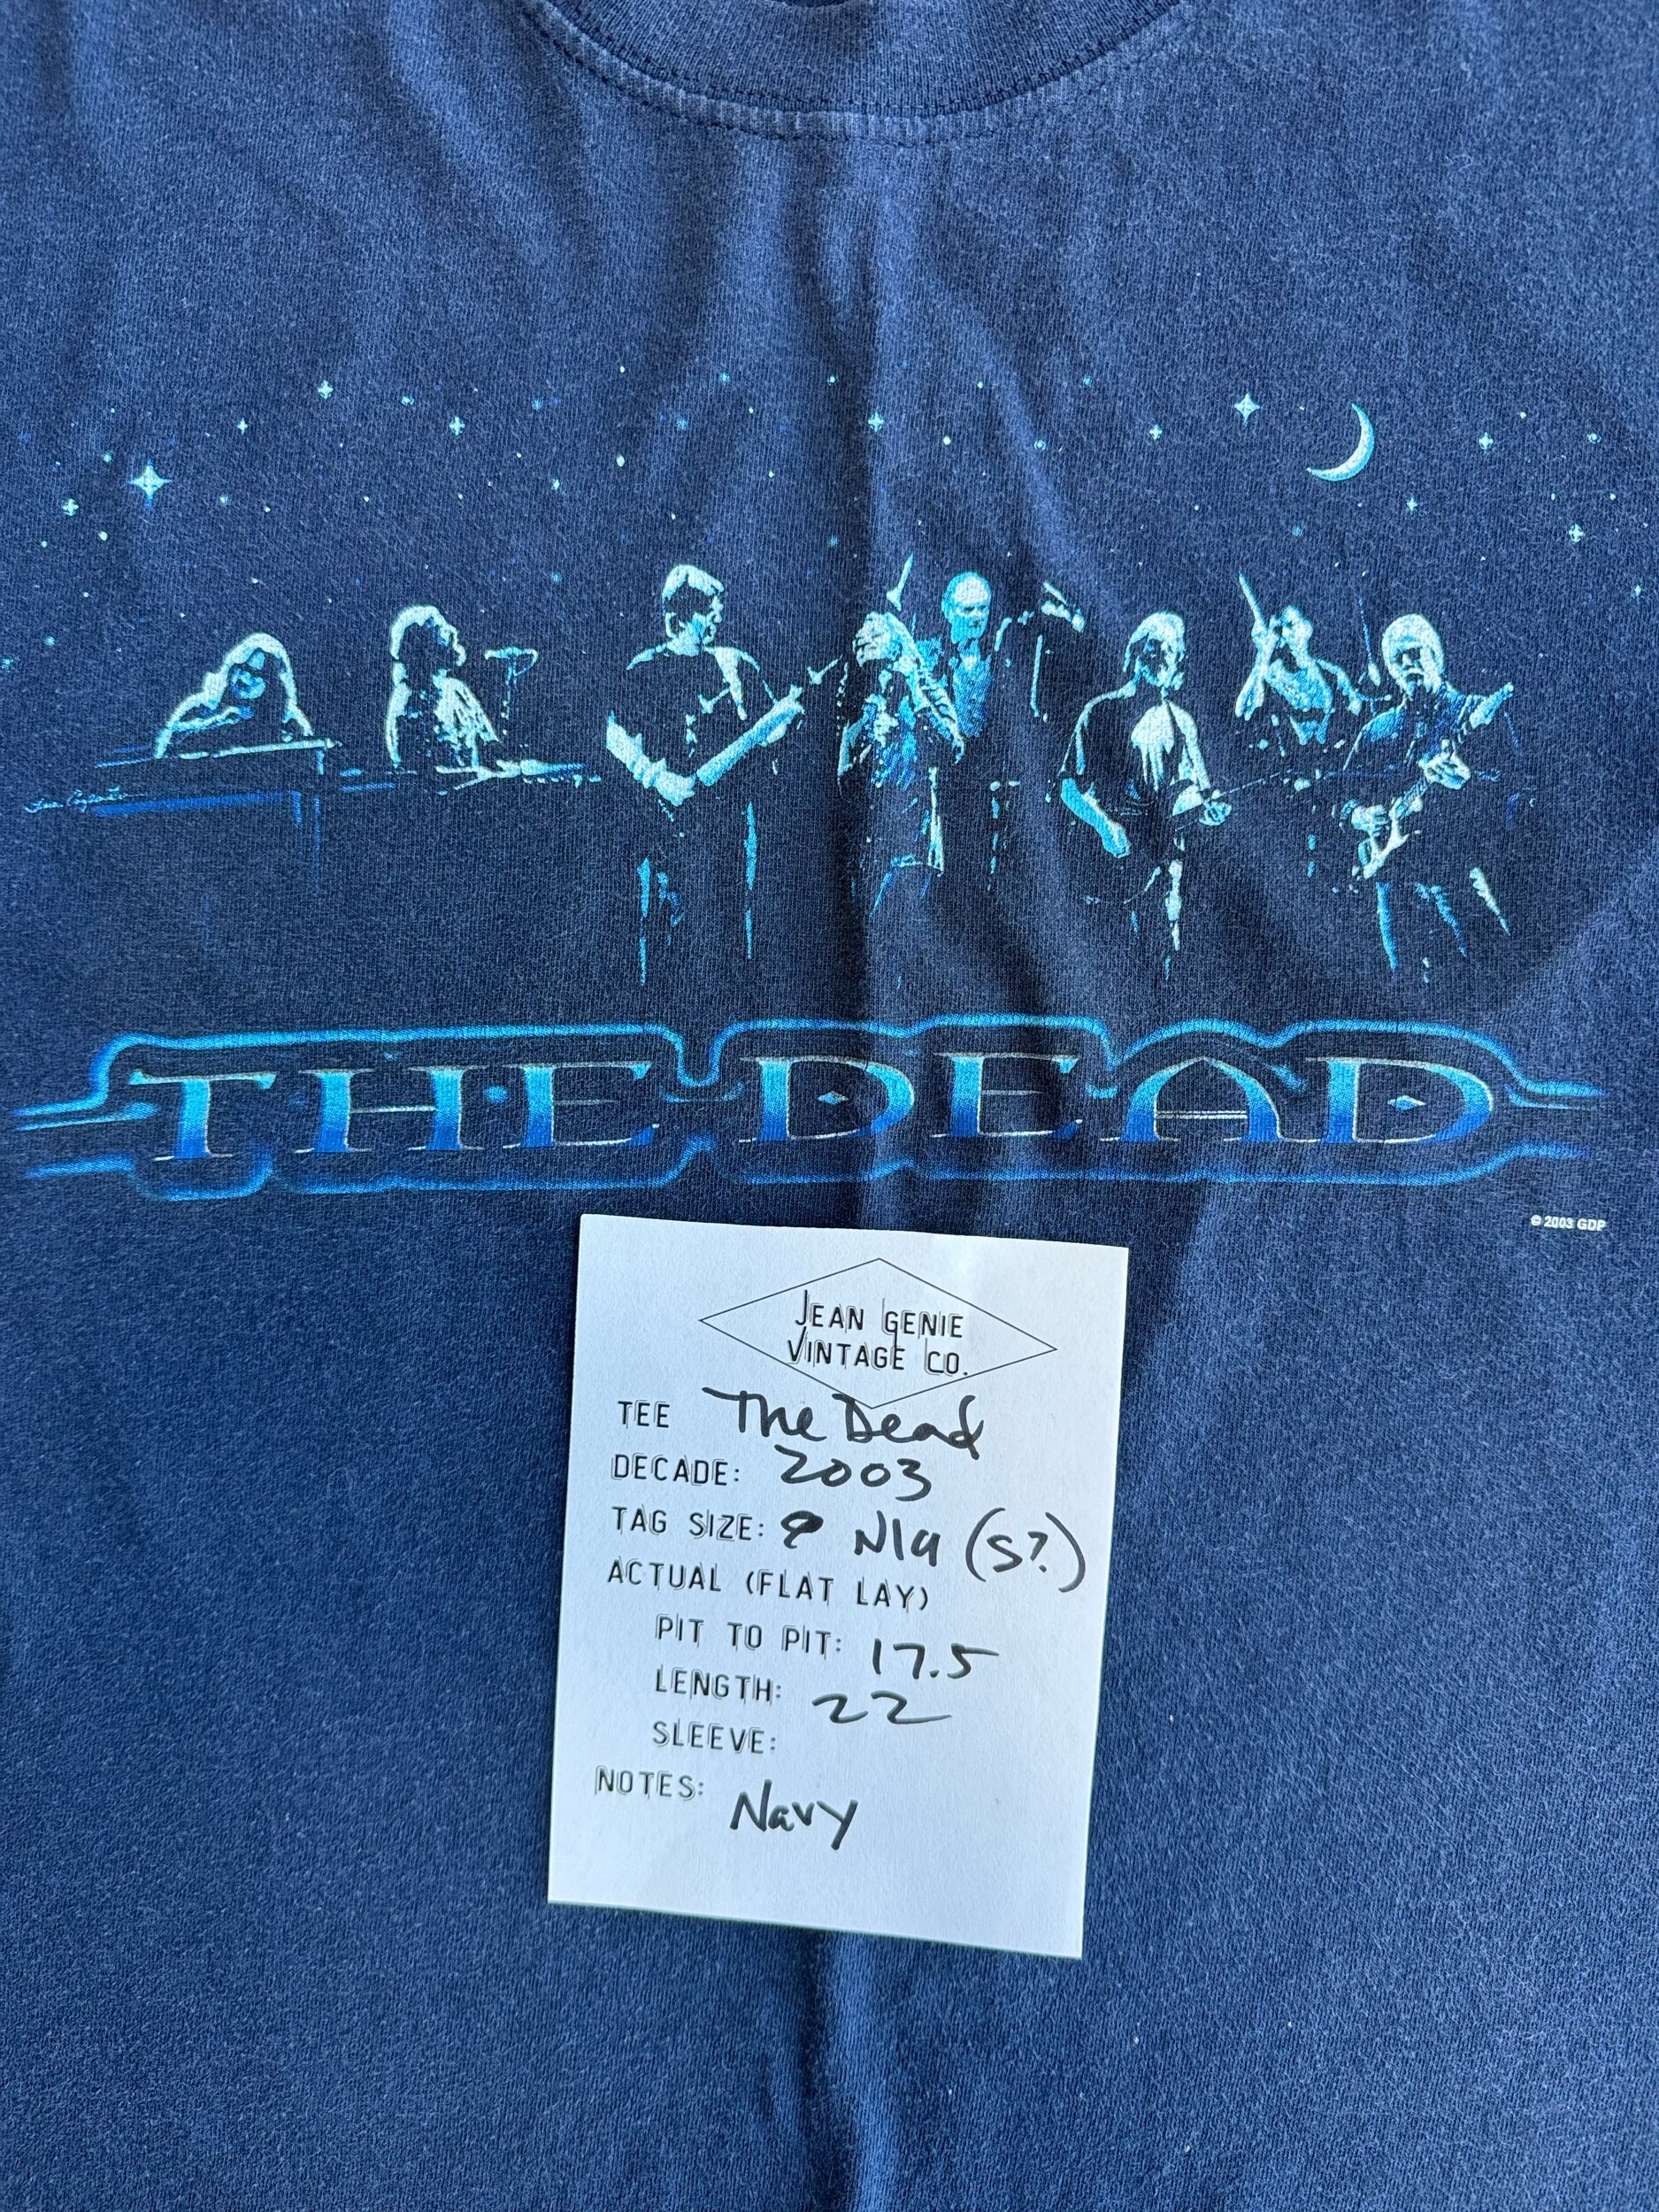 THE DEAD
© 2003 GDP
JEAN GENIE
VINTAGE CO.
TEE The Dead
DECADE: 2003
TAG SIZE: N/a (S?)
ACTUAL (FLAT LAY)
PIT TO PIT: 17.5
LENGTH: 22
SLEEVE:
NOTES: Navy